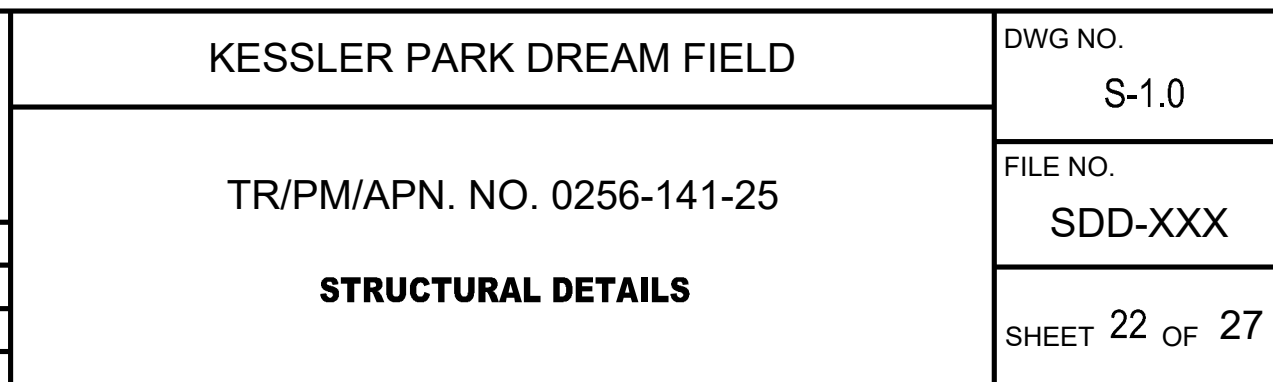 KESSLER PARK DREAM FIELD
TR/PM/APN. NO. 0256-141-25
STRUCTURAL DETAILS
DWG NO.
S-1.0
FILE NO.
SDD-XXX
SHEET 22 OF 27